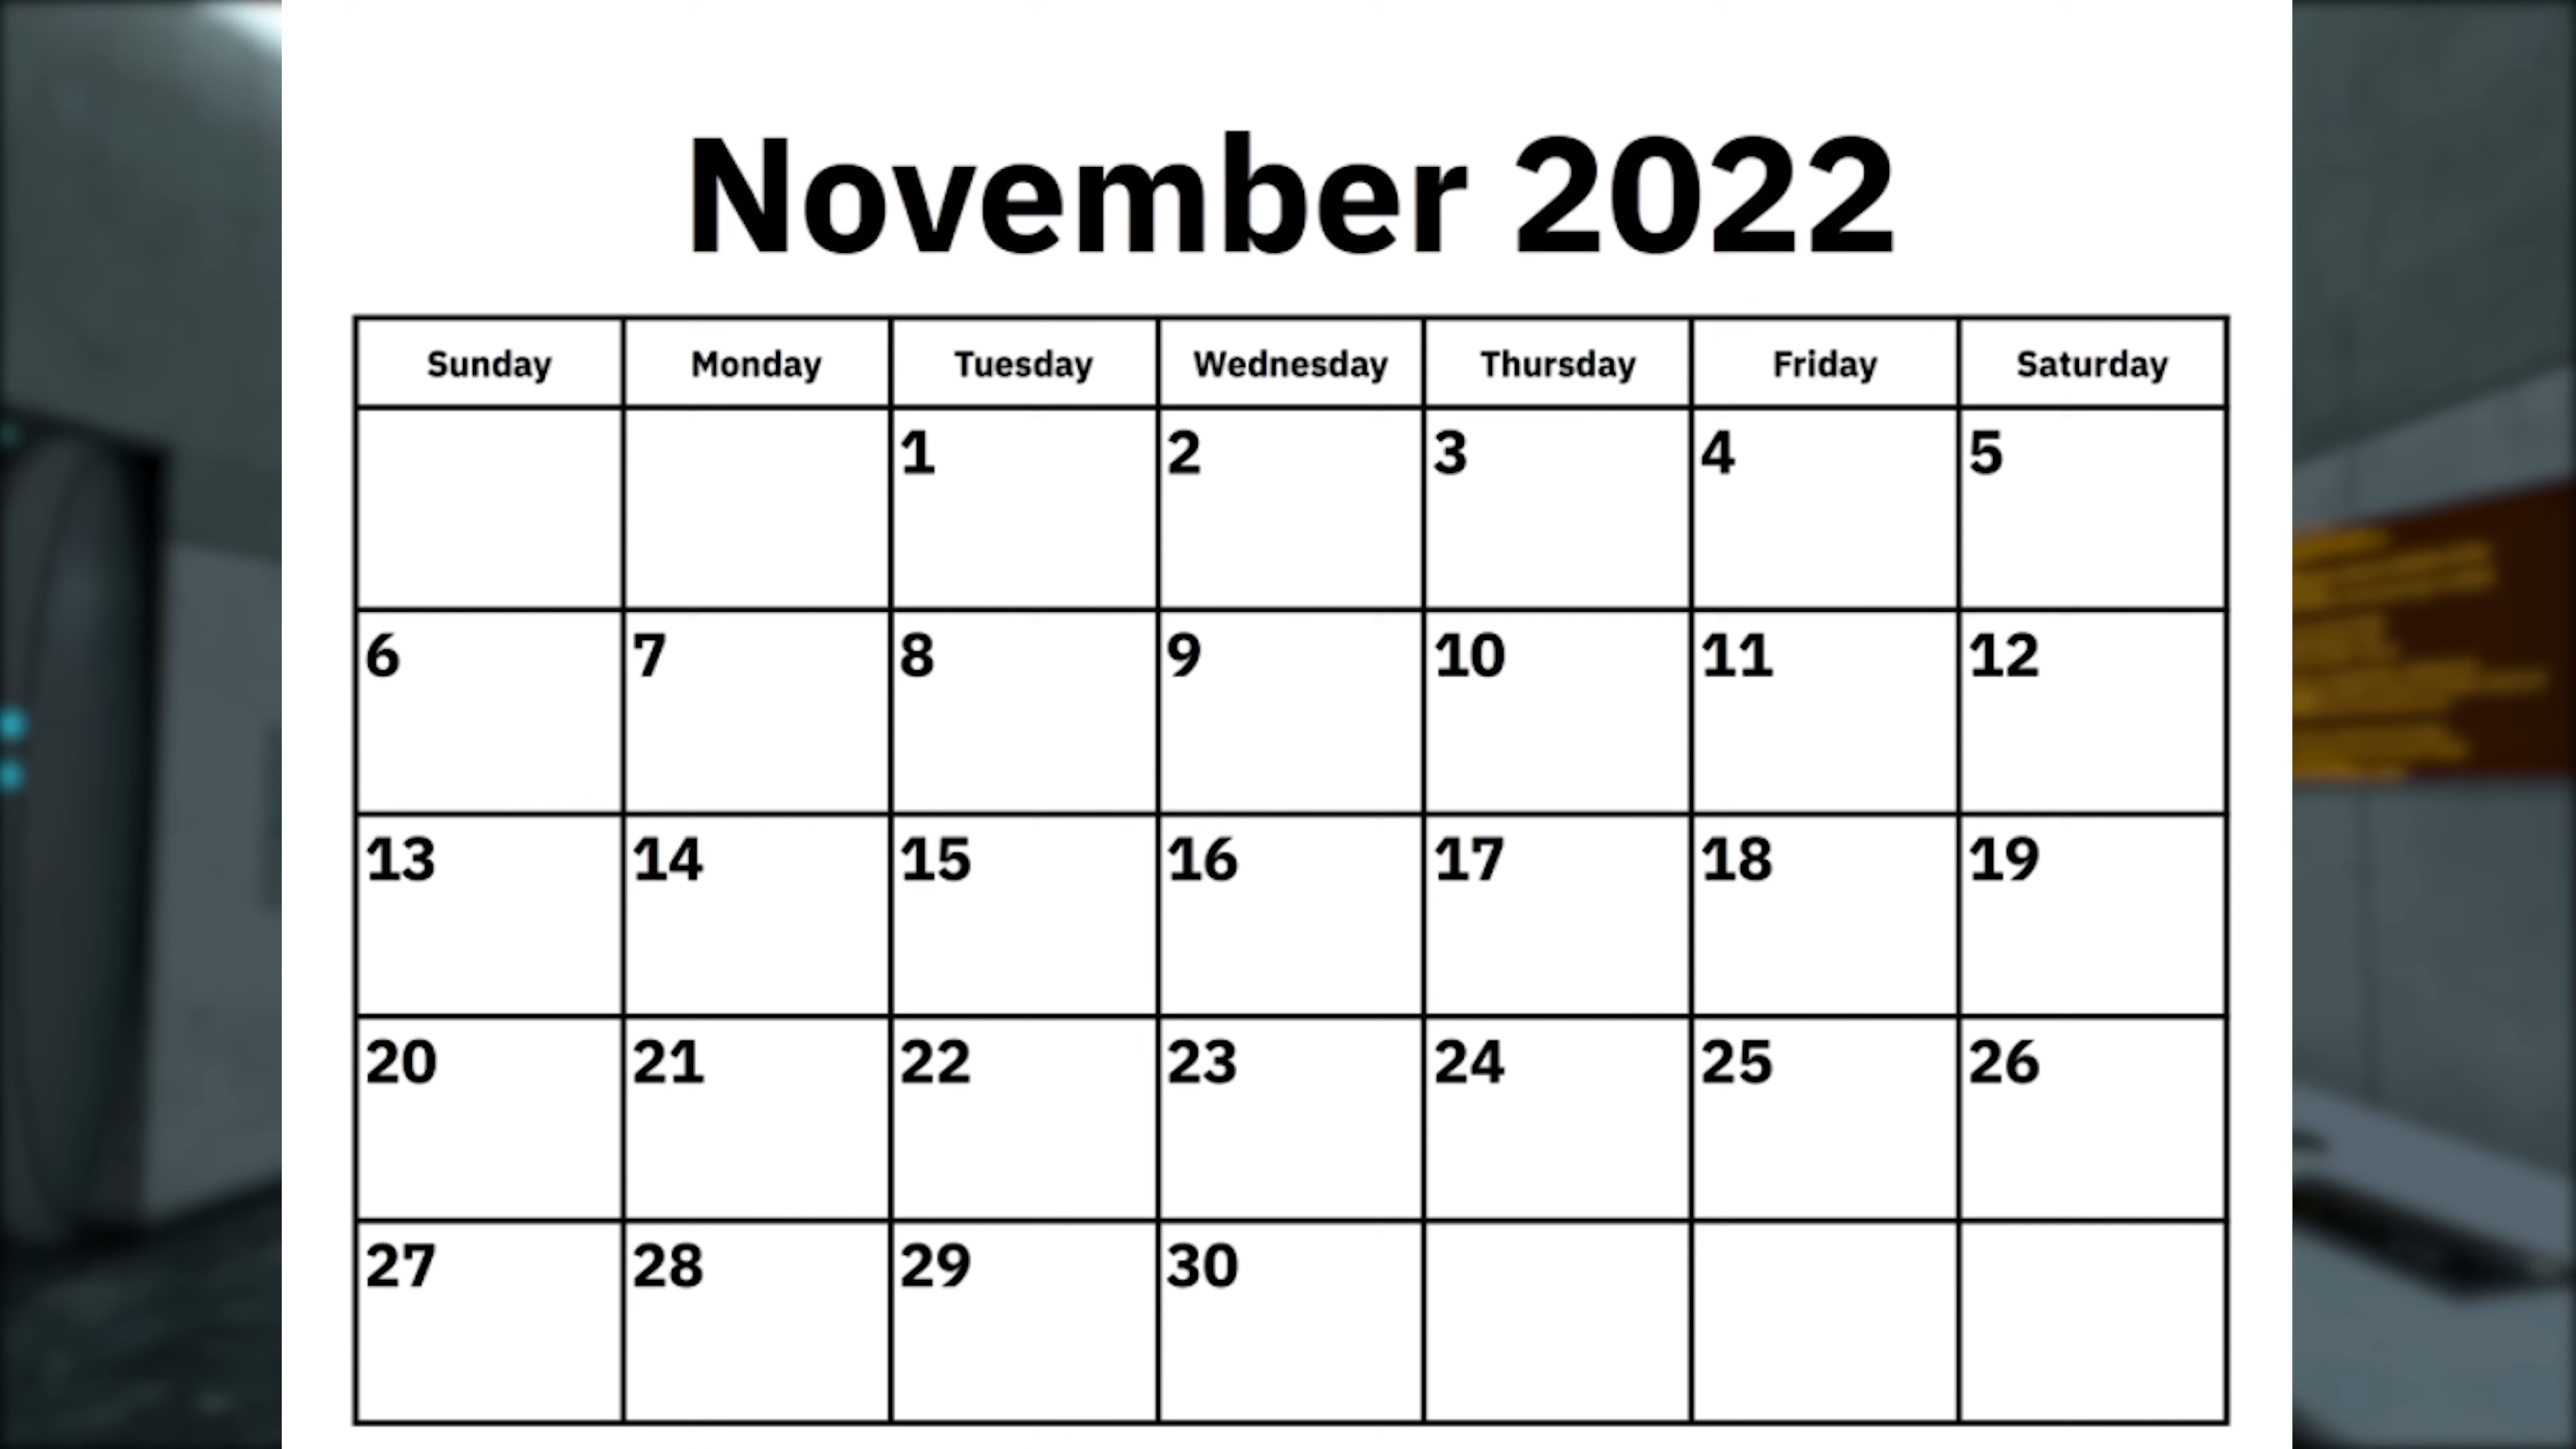 November 2022
Sunday Monday Tuesday Wednesday Thursday Friday Saturday
1 2 3 4 5
6 7 8 9 10 11 12
13 14 15 16 17 18 19
20 21 22 23 24 25 26
27 28 29 30